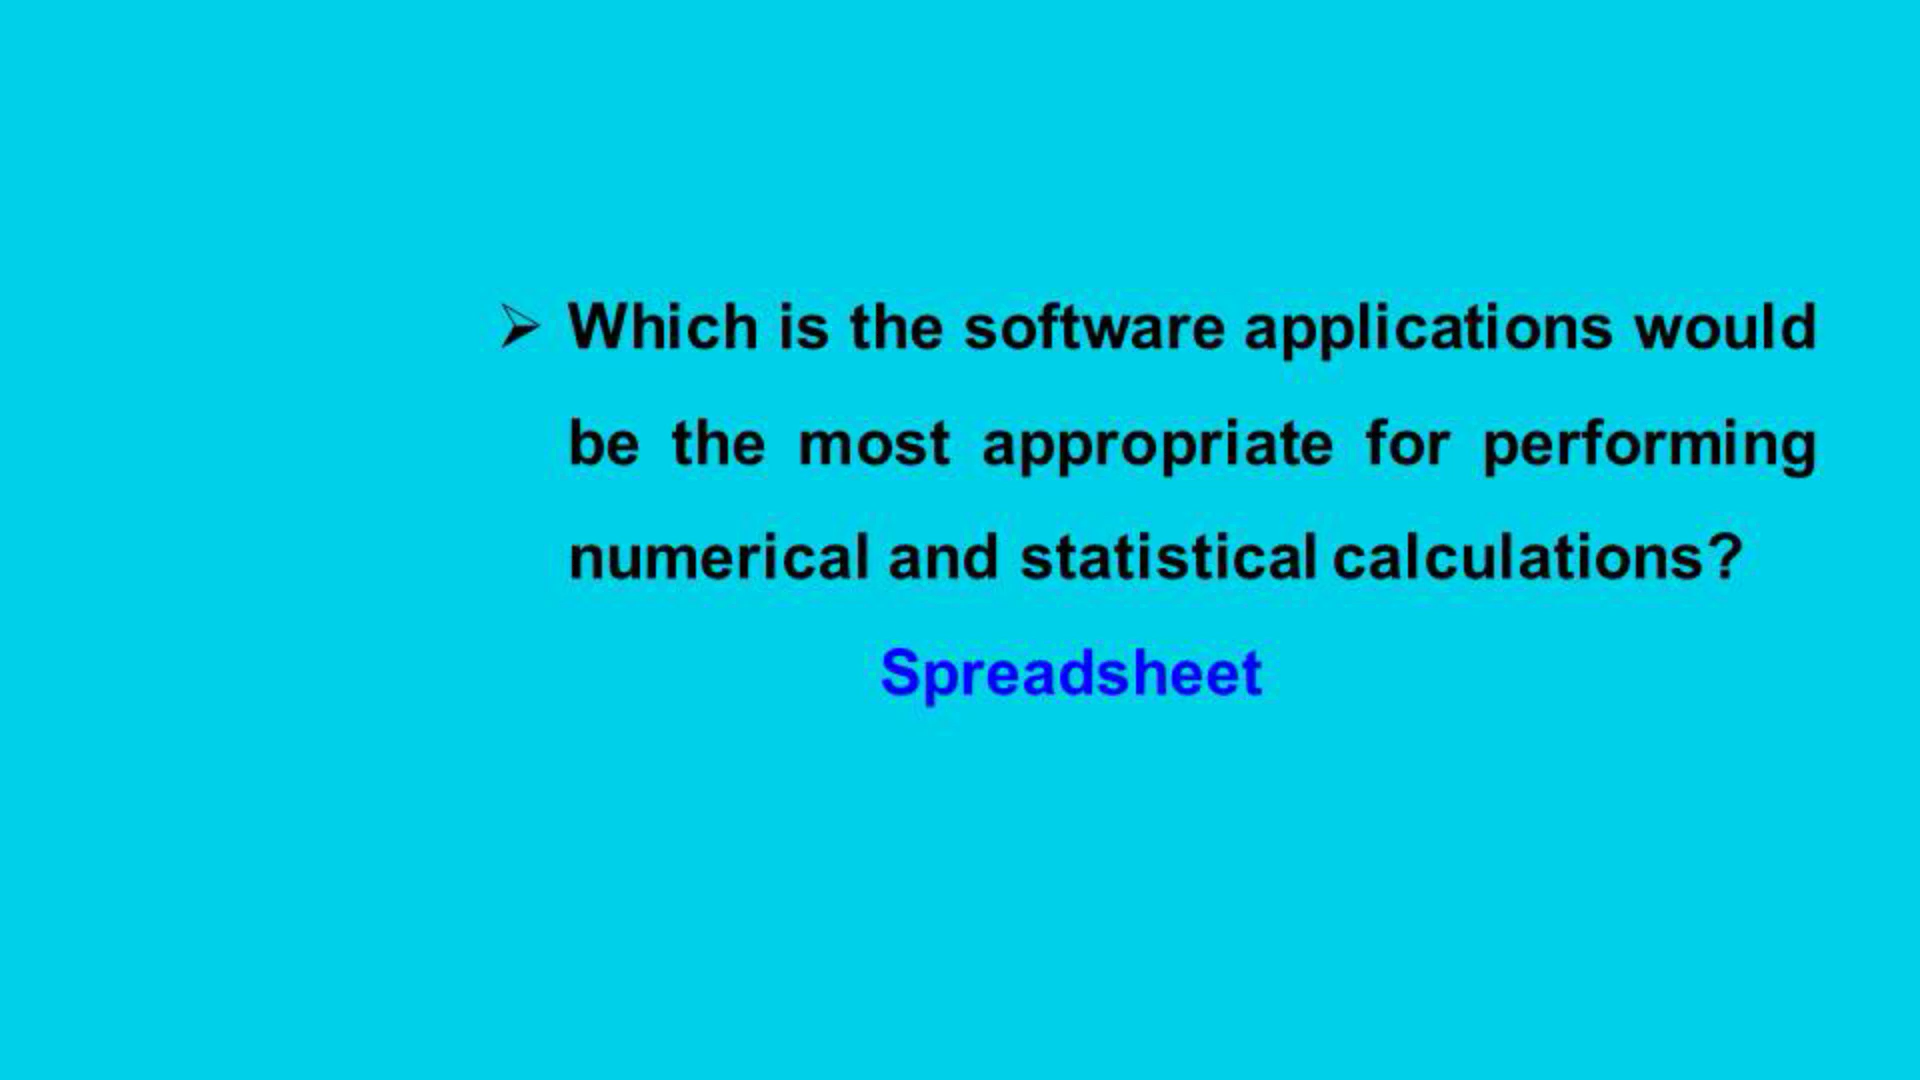 ➢ Which is the software applications would
be the most appropriate for performing
numerical and statistical calculations?
Spreadsheet